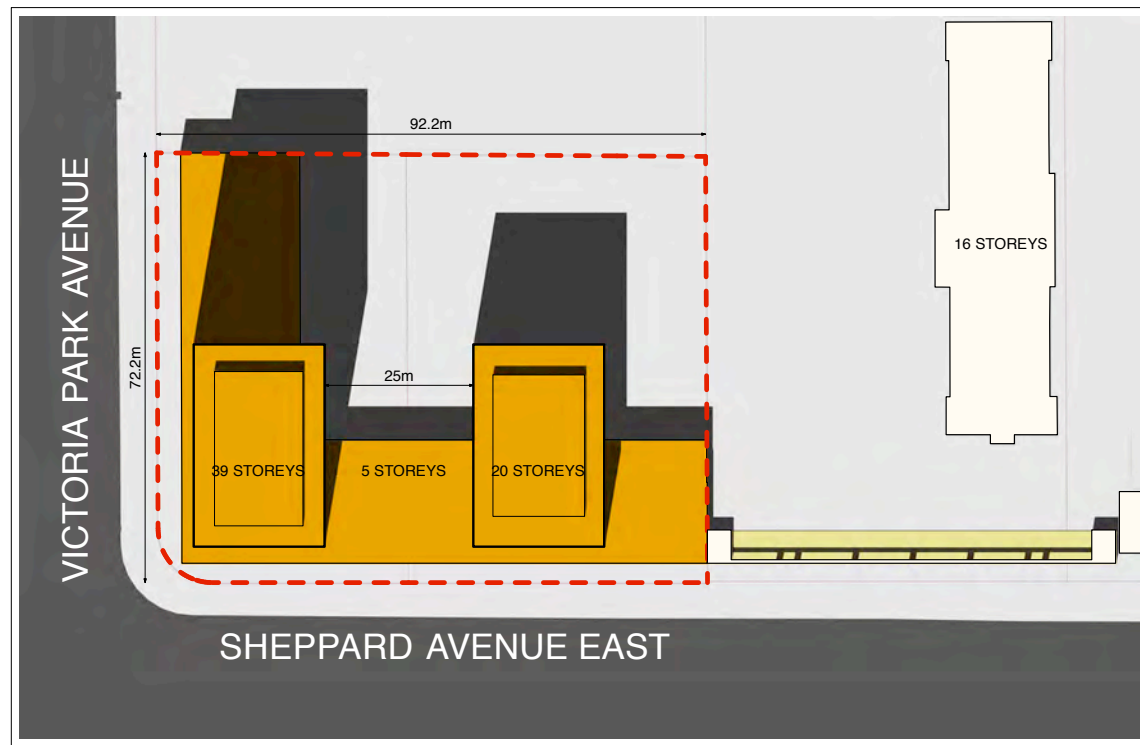 92.2m
VICTORIA PARK AVENUE
72.2m
16 STOREYS
25m
39 STOREYS
5 STOREYS
20 STOREYS
SHEPPARD AVENUE EAST